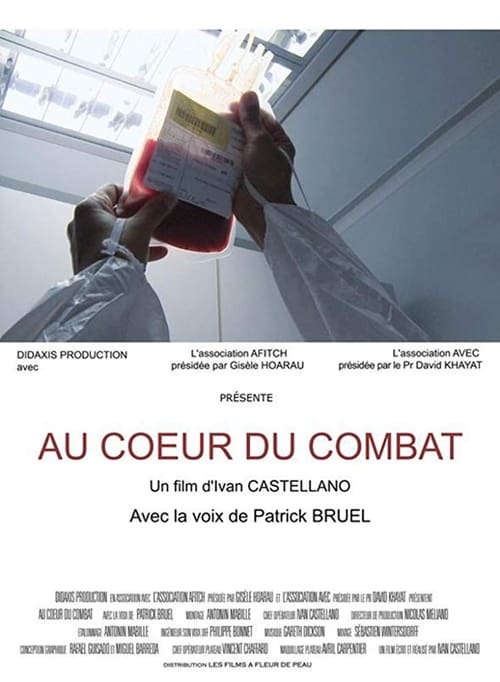 DIDAXIS PRODUCTION
avec
L'association AFITCH
présidée par Gisèle HOARAU
L'association AVEC
présidée par le Pr David KHAYAT
PRÉSENTE
AU COEUR DU COMBAT
Un film d'Ivan CASTELLANO
Avec la voix de Patrick BRUEL
DIDAXIS PRODUCTION EN ASSOCIATION AVEC L'ASSOCIATION AFITCH PRÉSIDÉE PAR GISÈLE HOARAU ET L'ASSOCIATION AVEC PRÉSIDÉE PAR LE PR DAVID KHAYAT PRÉSENTENT
AU COEUR DU COMBAT AVEC LA VOIX DE PATRICK BRUEL MONTAGE ANTONIN MABILLE CHEF OPÉRATEUR IVAN CASTELLANO DIRECTEUR DE PRODUCTION NICOLAS MELIANO
ETALONNAGE ANTONIN MABILLE INGÉNIEUR SON VOIX OFF PHILIPPE BONNET MUSIQUE GARETH DICKSON MIXAGE SÉBASTIEN WINTERSDORFF
CONCEPTION GRAPHIQUE RAFAEL GUISADO ET MIGUEL BARREDA CHEF OPÉRATEUR PLATEAU VINCENT CHAFFARD MAQUILLAGE PLATEAU AVRIL CARPENTIER UN FILM ÉCRIT ET RÉALISÉ PAR IVAN CASTELLANO
DISTRIBUTION LES FILMS A FLEUR DE PEAU